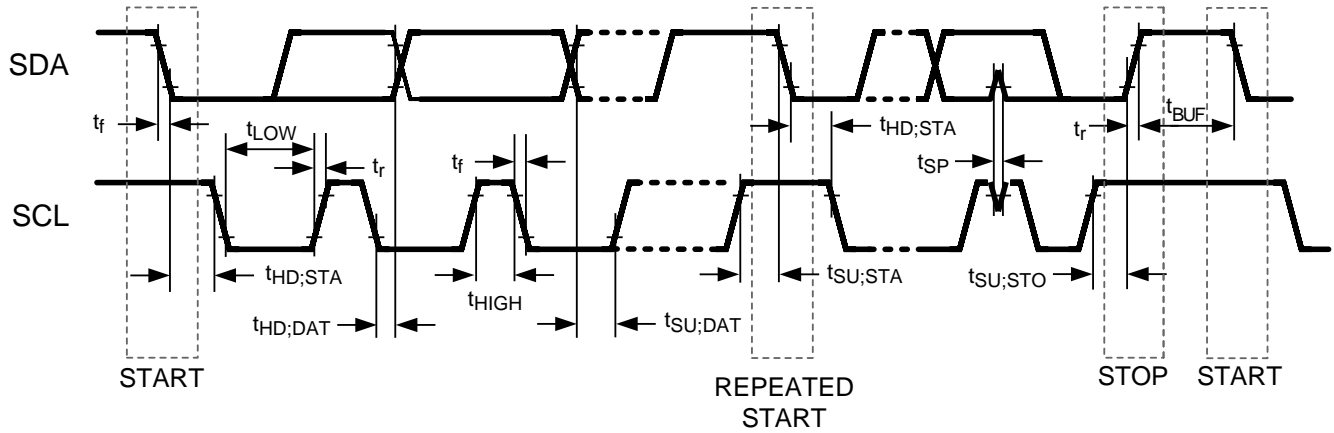 SDA
t_f
t_LOW
t_r
t_f
t_HD;STA
t_SP
t_r
t_BUF
SCL
t_HD;STA
t_HD;DAT
t_HIGH
t_SU;DAT
t_SU;STA
t_SU;STO
START
REPEATED
START
STOP
START